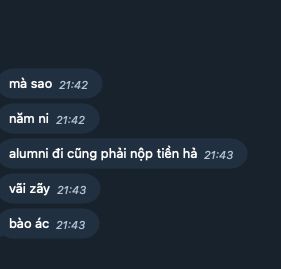 mà sao 21:42
năm ni 21:42
alumni đi cũng phải nộp tiền hả 21:43
vãi zãy 21:43
bào ác 21:43